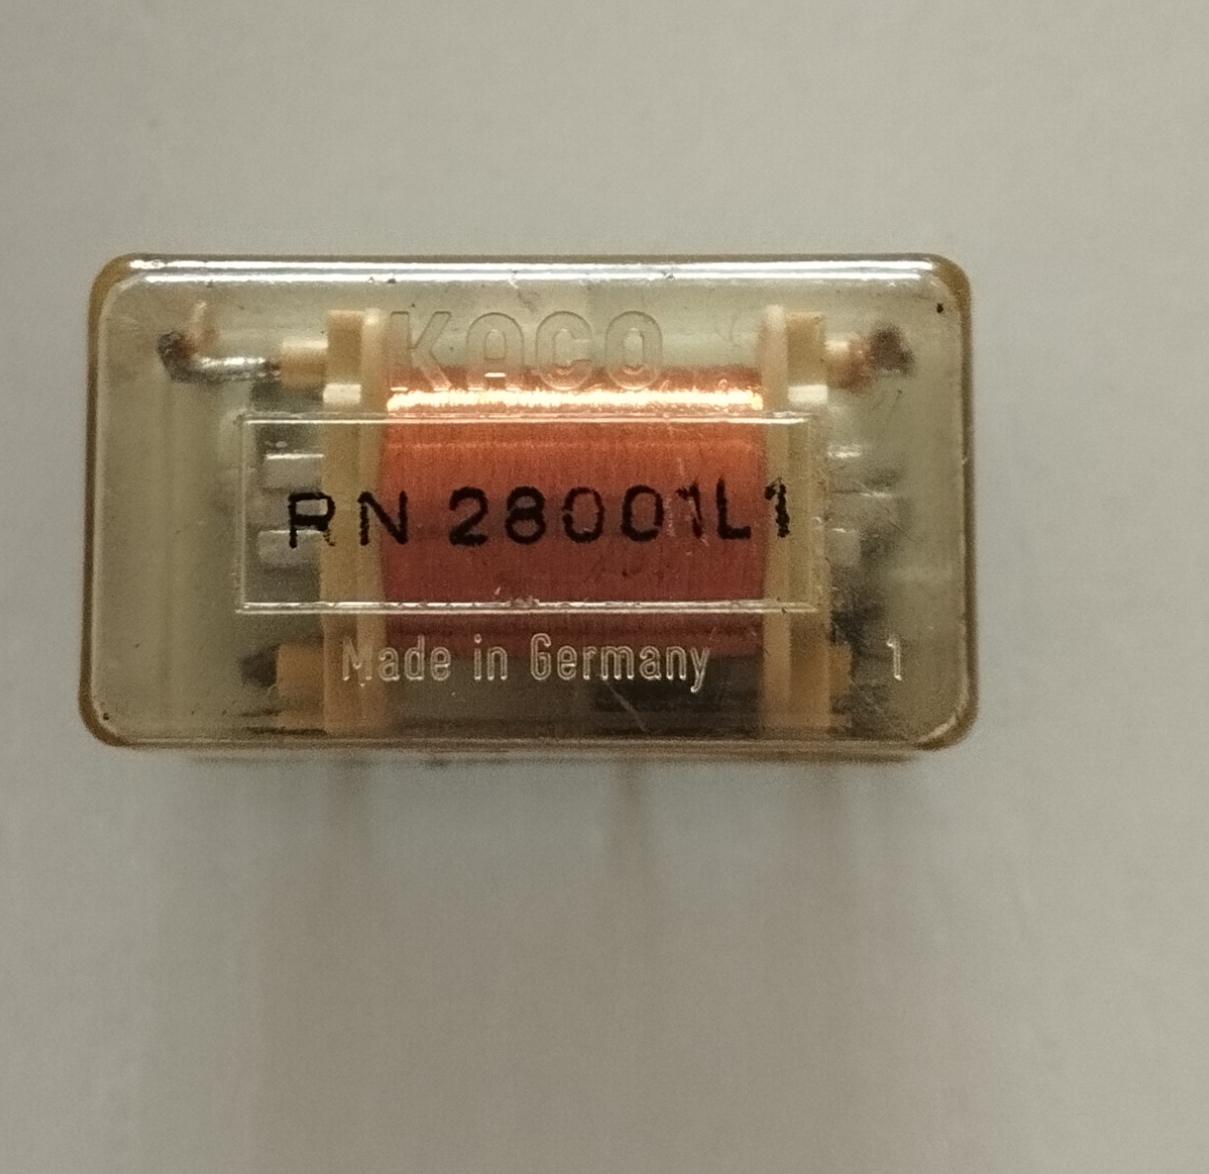 KACO
RN 28001L1
Made in Germany
1